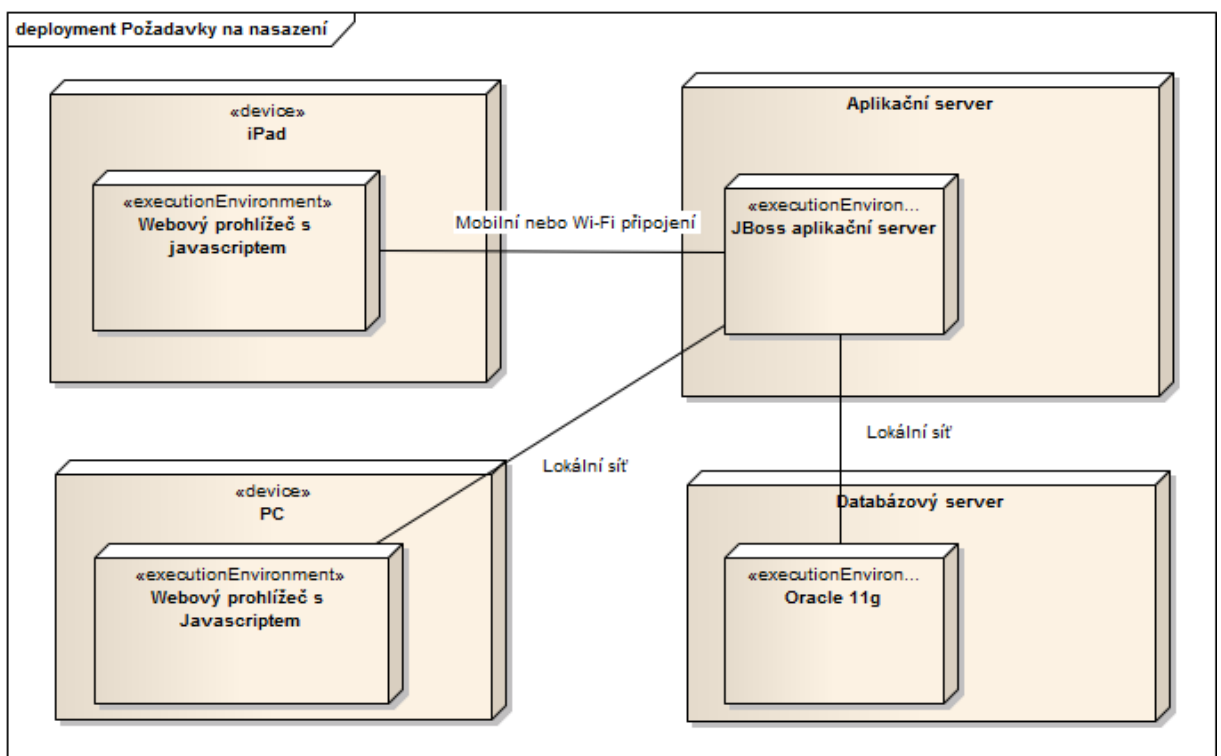 deployment Požadavky na nasazení
«device»
iPad
«executionEnvironment»
Webový prohlížeč s
javascriptem
Mobilní nebo Wi-Fi připojení
Aplikační server
«executionEnviron...
JBoss aplikační server
Lokální síť
Lokální síť
«device»
PC
«executionEnvironment»
Webový prohlížeč s
Javascriptem
Databázový server
«executionEnviron...
Oracle 11g